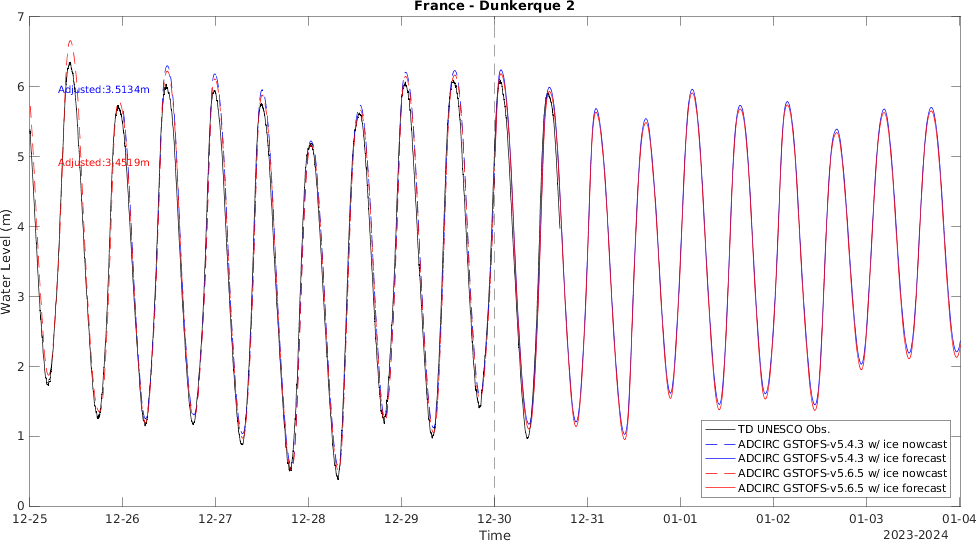 France - Dunkerque 2
7
6
5
4
3
2
1
0
Water Level (m)
Adjusted:3.5134m
Adjusted:3.4519m
TD UNESCO Obs.
ADCIRC GSTOFS-v5.4.3 w/ ice nowcast
ADCIRC GSTOFS-v5.4.3 w/ ice forecast
ADCIRC GSTOFS-v5.6.5 w/ ice nowcast
ADCIRC GSTOFS-v5.6.5 w/ ice forecast
12-25 12-26 12-27 12-28 12-29 12-30 12-31 01-01 01-02 01-03 01-04
Time
2023-2024